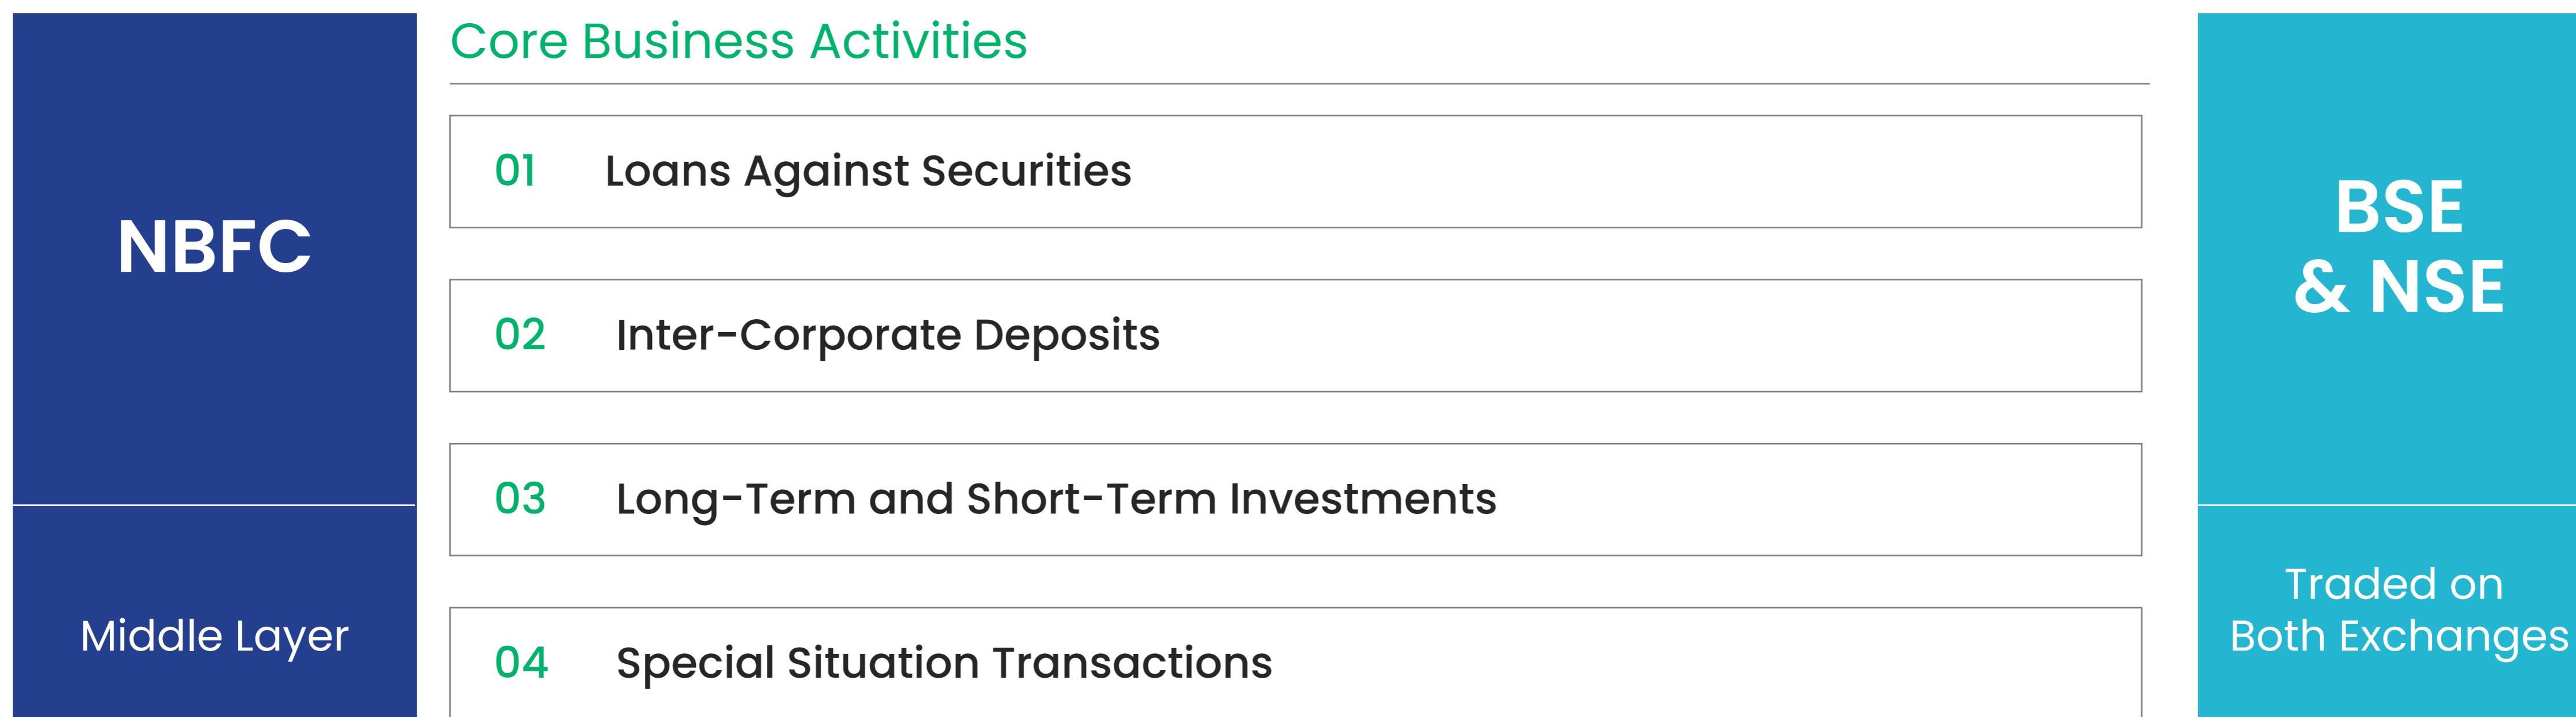 NBFC
Middle Layer
Core Business Activities
01 Loans Against Securities
02 Inter-Corporate Deposits
03 Long-Term and Short-Term Investments
04 Special Situation Transactions
BSE
& NSE
Traded on
Both Exchanges